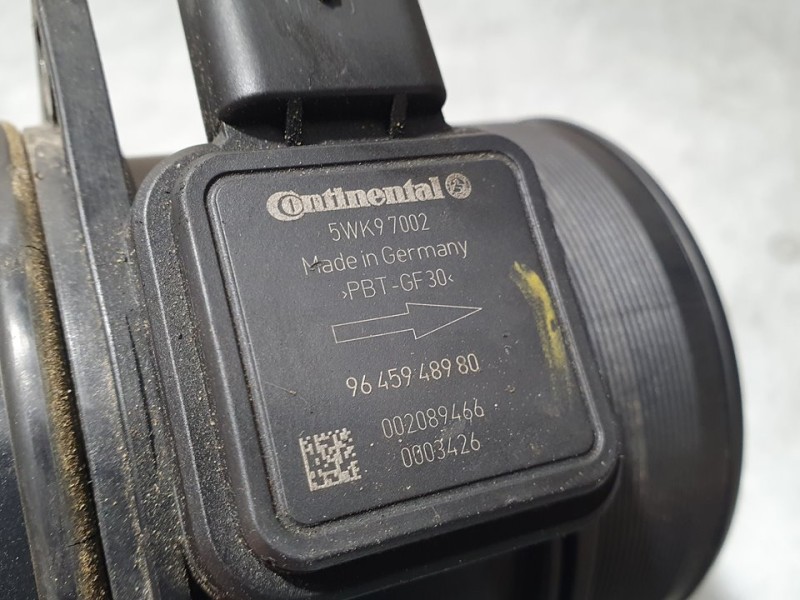 Continental
5WK9 7002
Made in Germany
>PBT-GF30<
96 459 489 80
002089466
0003426